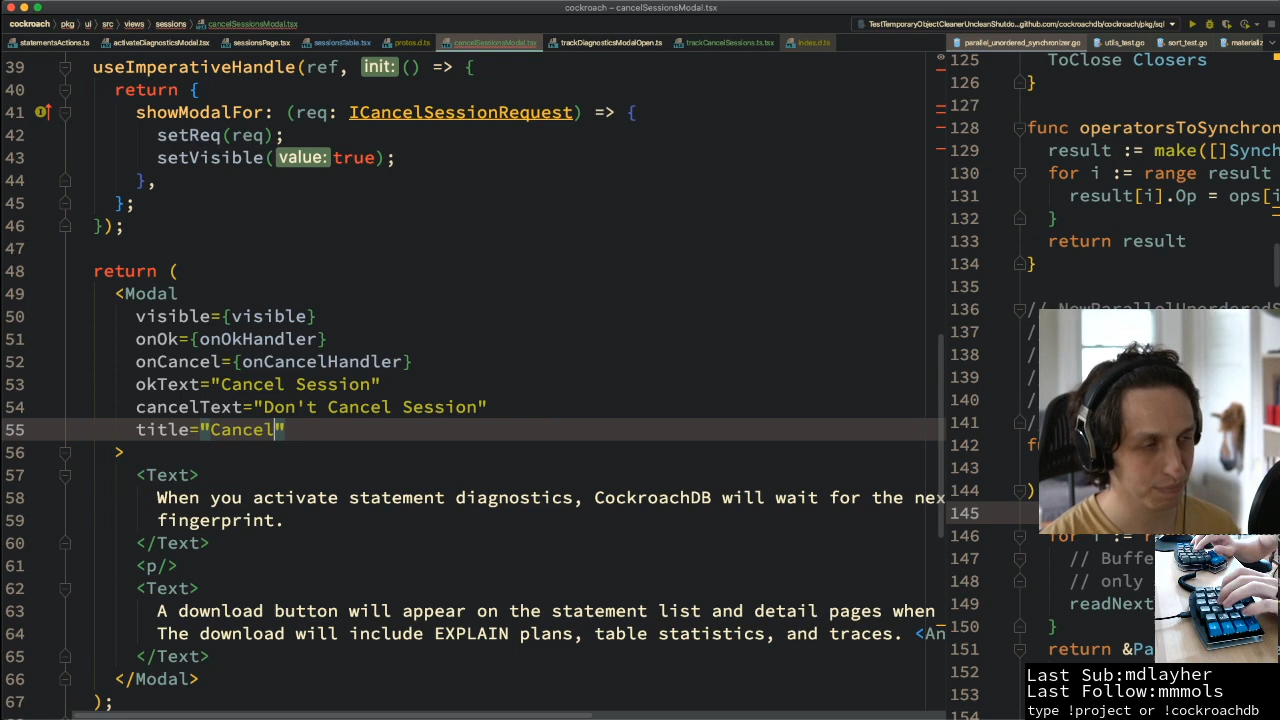 cockroach – cancelSessionsModal.tsx
cockroach
pkg
ui
src
views
sessions
cancelSessionsModal.tsx
TestTemporaryObjectCleanerUncleanShutdo...github.com/cockroachdb/cockroach/pkg/sql
statementsActions.ts
activateDiagnosticsModal.tsx
sessionsPage.tsx
sessionsTable.tsx
protos.d.ts
cancelSessionsModal.tsx
trackDiagnosticsModalOpen.ts
trackCancelSessions.ts.tsx
index.d.ts
parallel_unordered_synchronizer.go
utils_test.go
sort_test.go
materializ
39 useImperativeHandle(ref, init: () => {
40 return {
41 showModalFor: (req: ICancelSessionRequest) => {
42 setReq(req);
43 setVisible( value: true);
44 },
45 };
46 });
47
48 return (
49 <Modal
50 visible={visible}
51 onOk={onOkHandler}
52 onCancel={onCancelHandler}
53 okText="Cancel Session"
54 cancelText="Don't Cancel Session"
55 title="Cancel"
56 >
57 <Text>
58 When you activate statement diagnostics, CockroachDB will wait for the nex
59 fingerprint.
60 </Text>
61 <p/>
62 <Text>
63 A download button will appear on the statement list and detail pages when
64 The download will include EXPLAIN plans, table statistics, and traces. <An
65 </Text>
66 </Modal>
67 );
125 ToClose Closers
126 }
127
128 func operatorsToSynchron
129 result := make([]Synch
130 for i := range result
131 result[i].Op = ops[i
132 }
133 return result
134 }
135
136 // NewParallelUnorderedS
137 //
138 //
139 //
140 //
141 //
142
143
144 )
145
146 for i := r
147 // Buffe
148 // only
149 readNext
150 }
151 return &Pa
152
153
154
Last Sub:mdlayher
Last Follow:mmmols
type !project or !cockroachdb